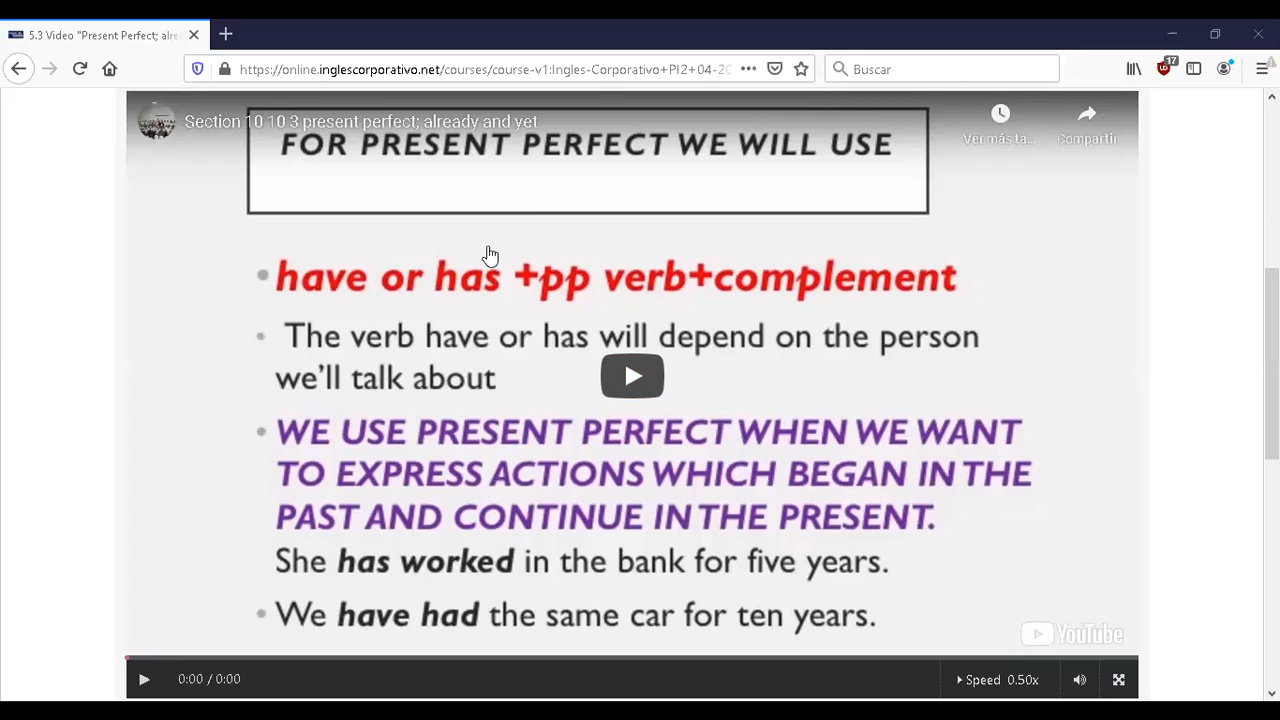 5.3 Video "Present Perfect; alrea
https://online.inglescorporativo.net/courses/course-v1:Ingles-Corporativo+PI2+04-20
Buscar
17
Section 10 10 3 present perfect; already and yet
Ver más ta...
Compartir
FOR PRESENT PERFECT WE WILL USE
• have or has +pp verb+complement
• The verb have or has will depend on the person
we'll talk about
• WE USE PRESENT PERFECT WHEN WE WANT
TO EXPRESS ACTIONS WHICH BEGAN IN THE
PAST AND CONTINUE IN THE PRESENT.
She has worked in the bank for five years.
• We have had the same car for ten years.
YouTube
0:00 / 0:00
Speed 0.50x